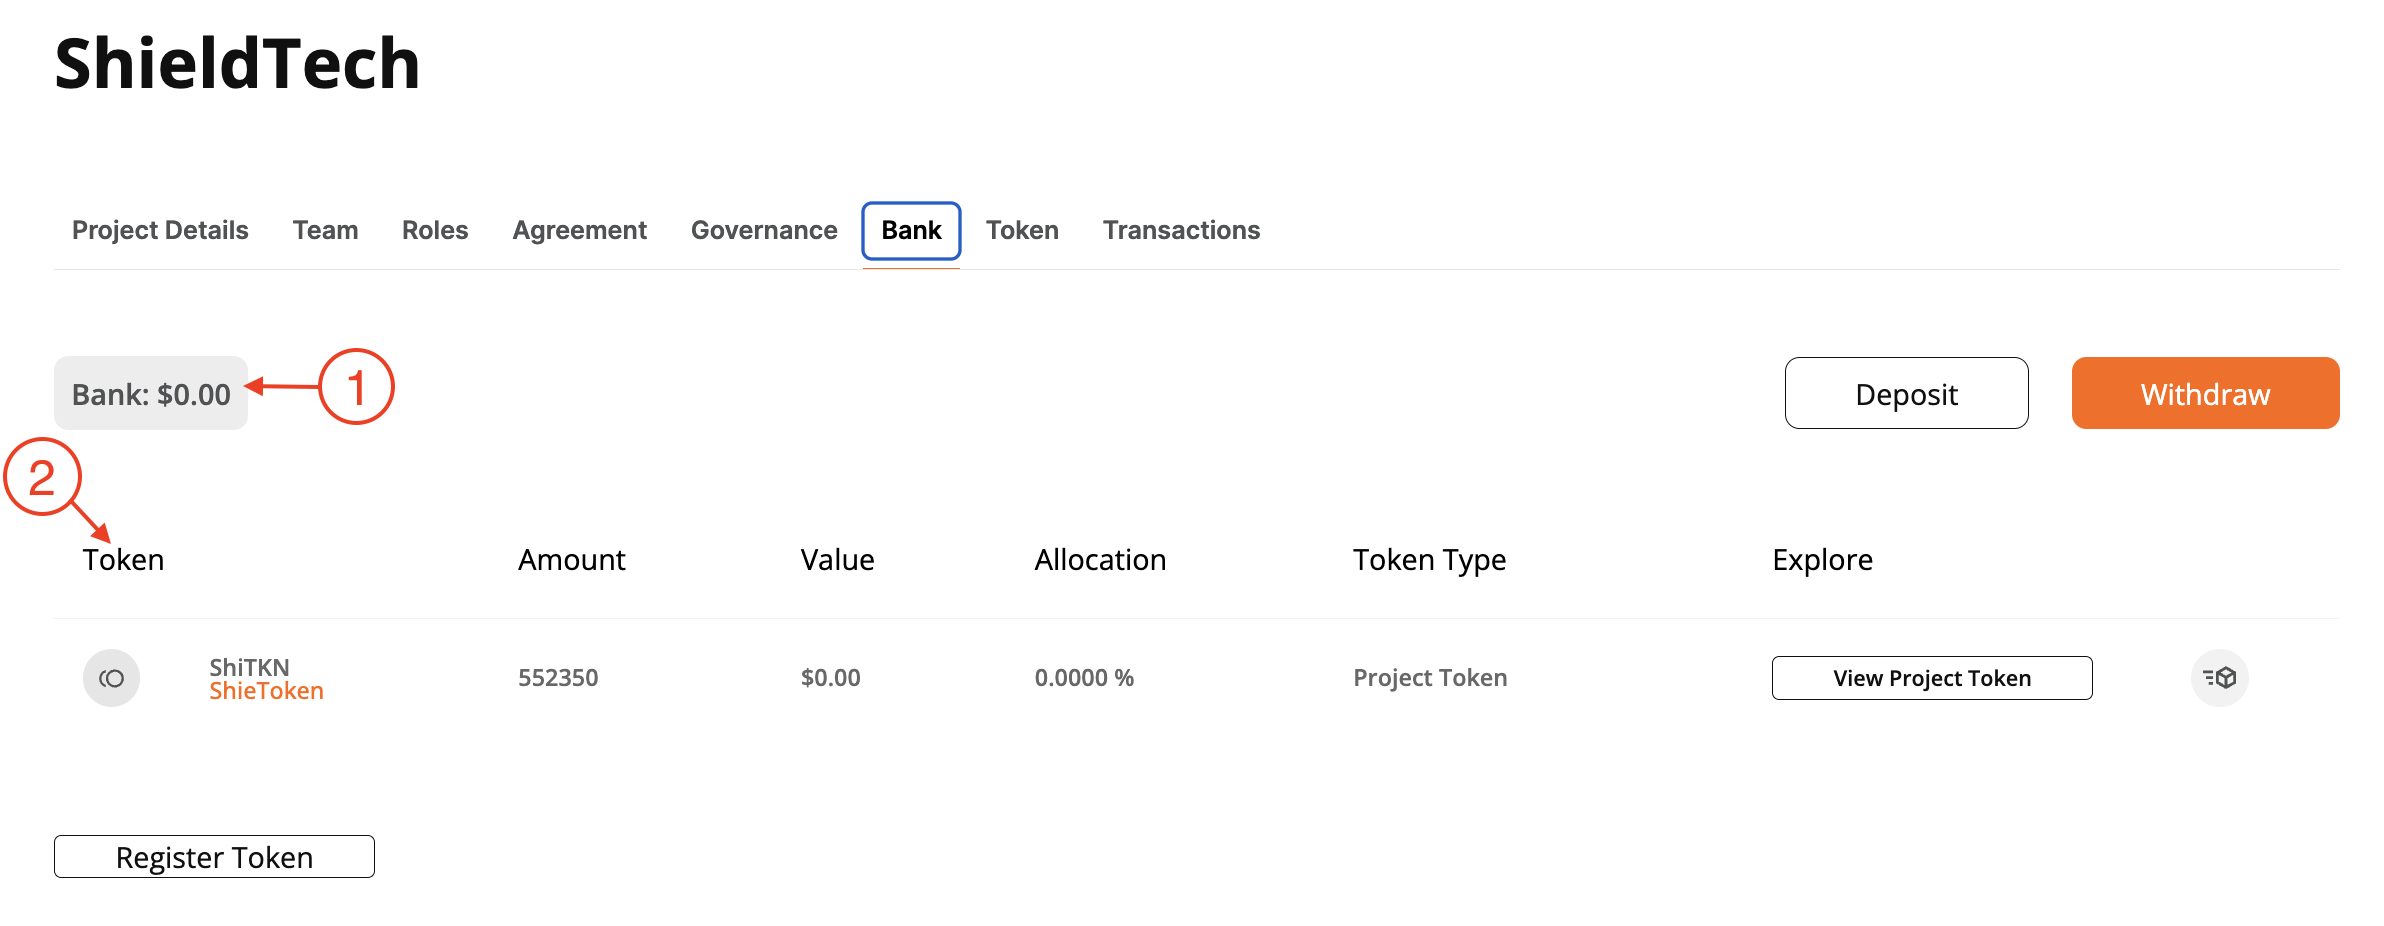 ShieldTech
Project Details Team Roles Agreement Governance Bank Token Transactions
Bank: $0.00 1 Deposit Withdraw
2
Token Amount Value Allocation Token Type Explore
ShiTKN
ShieToken 552350 $0.00 0.0000 % Project Token View Project Token
Register Token